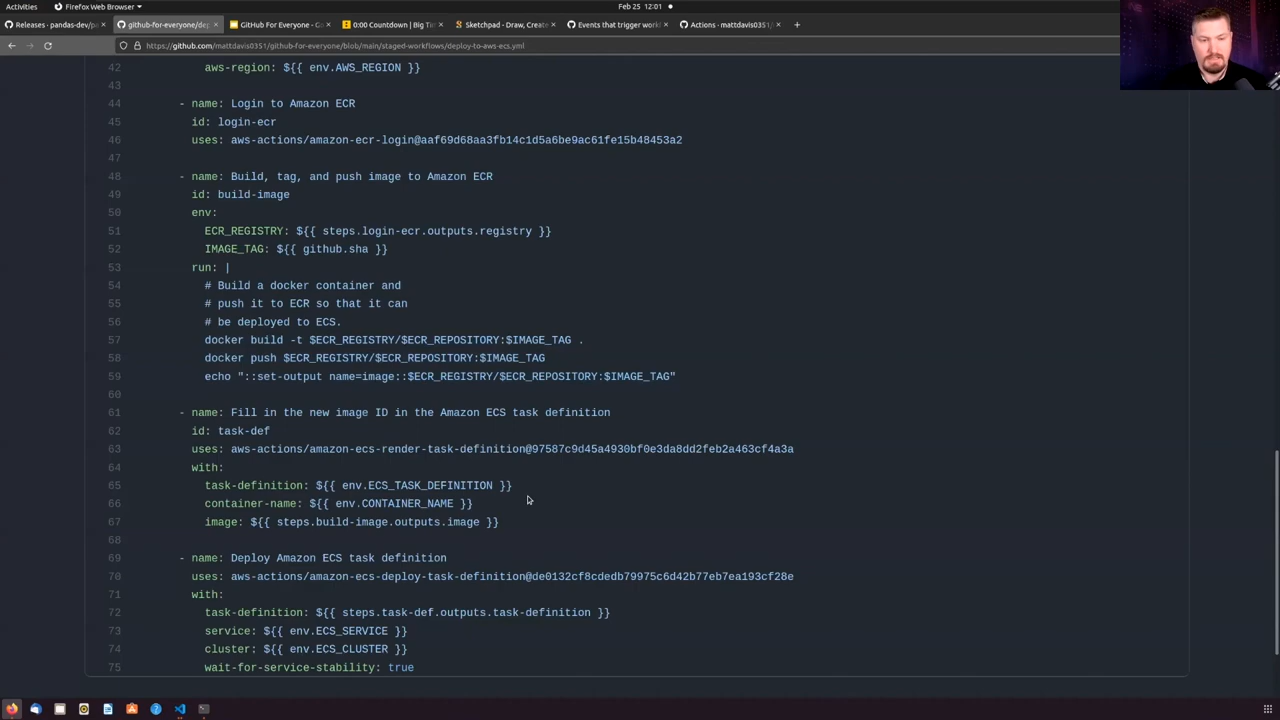 Activities
Firefox Web Browser
Feb 25 12:01
Releases · pandas-dev/pa
github-for-everyone/dep
GitHub For Everyone - Go
0:00 Countdown | Big Tim
Sketchpad - Draw, Create
Events that trigger work
Actions · mattdavis0351/
https://github.com/mattdavis0351/github-for-everyone/blob/main/staged-workflows/deploy-to-aws-ecs.yml
42 aws-region: ${{ env.AWS_REGION }}
43
44 - name: Login to Amazon ECR
45 id: login-ecr
46 uses: aws-actions/amazon-ecr-login@aaf69d68aa3fb14c1d5a6be9ac61fe15b48453a2
47
48 - name: Build, tag, and push image to Amazon ECR
49 id: build-image
50 env:
51 ECR_REGISTRY: ${{ steps.login-ecr.outputs.registry }}
52 IMAGE_TAG: ${{ github.sha }}
53 run: |
54 # Build a docker container and
55 # push it to ECR so that it can
56 # be deployed to ECS.
57 docker build -t $ECR_REGISTRY/$ECR_REPOSITORY:$IMAGE_TAG .
58 docker push $ECR_REGISTRY/$ECR_REPOSITORY:$IMAGE_TAG
59 echo "::set-output name=image::$ECR_REGISTRY/$ECR_REPOSITORY:$IMAGE_TAG"
60
61 - name: Fill in the new image ID in the Amazon ECS task definition
62 id: task-def
63 uses: aws-actions/amazon-ecs-render-task-definition@97587c9d45a4930bf0e3da8dd2feb2a463cf4a3a
64 with:
65 task-definition: ${{ env.ECS_TASK_DEFINITION }}
66 container-name: ${{ env.CONTAINER_NAME }}
67 image: ${{ steps.build-image.outputs.image }}
68
69 - name: Deploy Amazon ECS task definition
70 uses: aws-actions/amazon-ecs-deploy-task-definition@de0132cf8cdedb79975c6d42b77eb7ea193cf28e
71 with:
72 task-definition: ${{ steps.task-def.outputs.task-definition }}
73 service: ${{ env.ECS_SERVICE }}
74 cluster: ${{ env.ECS_CLUSTER }}
75 wait-for-service-stability: true